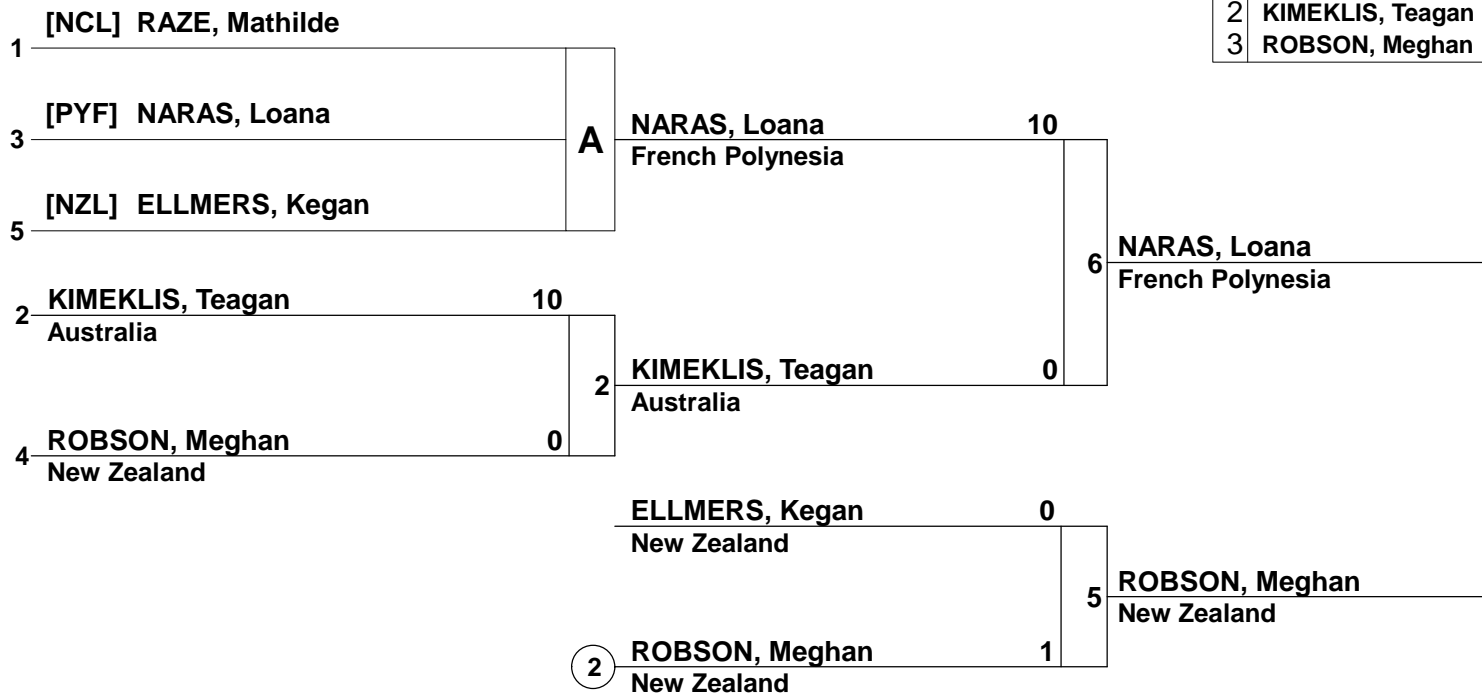 2 KIMEKLIS, Teagan
3 ROBSON, Meghan
[NCL] RAZE, Mathilde
1
[PYF] NARAS, Loana
3
A
NARAS, Loana 10
French Polynesia
[NZL] ELLMERS, Kegan
5
6
NARAS, Loana
French Polynesia
KIMEKLIS, Teagan 10
2
Australia
2
KIMEKLIS, Teagan 0
Australia
ROBSON, Meghan 0
4
New Zealand
ELLMERS, Kegan 0
New Zealand
5
ROBSON, Meghan
New Zealand
2
ROBSON, Meghan 1
New Zealand